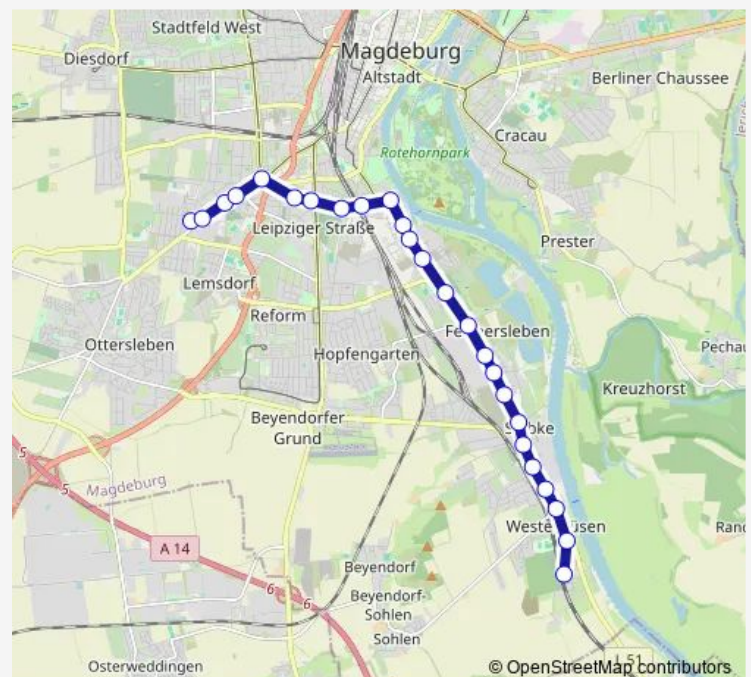 Stadtfeld West
Diesdorf
Magdeburg
Altstadt
Berliner Chaussee
Cracau
Rotehornpark
Leipziger Straße
Prester
Lemsdorf
Reform
Ottersleben
Hopfengarten
Pechau
Kreuzhorst
Beyendorfer
Grund
5
5
Magdeburg
A 14
6
6
Beyendorf
Beyendorf-
Sohlen
Sohlen
Osterweddingen
L 51
© OpenStreetMap contributors